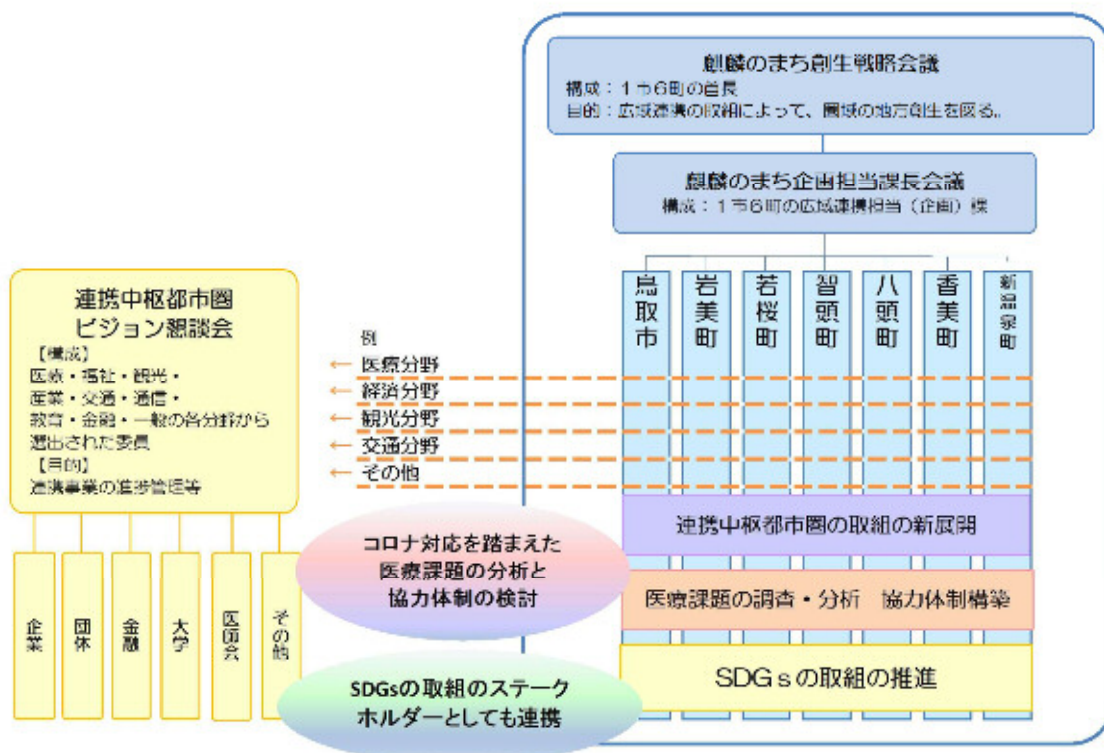 麒麟のまち創生戦略会議
構成：１市６町の首長
目的：広域連携の取組によって、圏域の地方創生を図る。
麒麟のまち企画担当課長会議
構成：１市６町の広域連携担当（企画）課
鳥取市
岩美町
若桜町
智頭町
八頭町
香美町
新温泉町
連携中枢都市圏
ビジョン懇談会
【構成】
医療・福祉・観光・
産業・交通・通信・
教育・金融・一般の各分野から
選出された委員
【目的】
連携事業の進捗管理等
例
← 医療分野
← 経済分野
← 観光分野
← 交通分野
← その他
企業
団体
金融
大学
医師会
その他
コロナ対応を踏まえた
医療課題の分析と
協力体制の検討
SDGsの取組のステーク
ホルダーとしても連携
連携中枢都市圏の取組の新展開
医療課題の調査・分析　協力体制構築
SDGｓの取組の推進